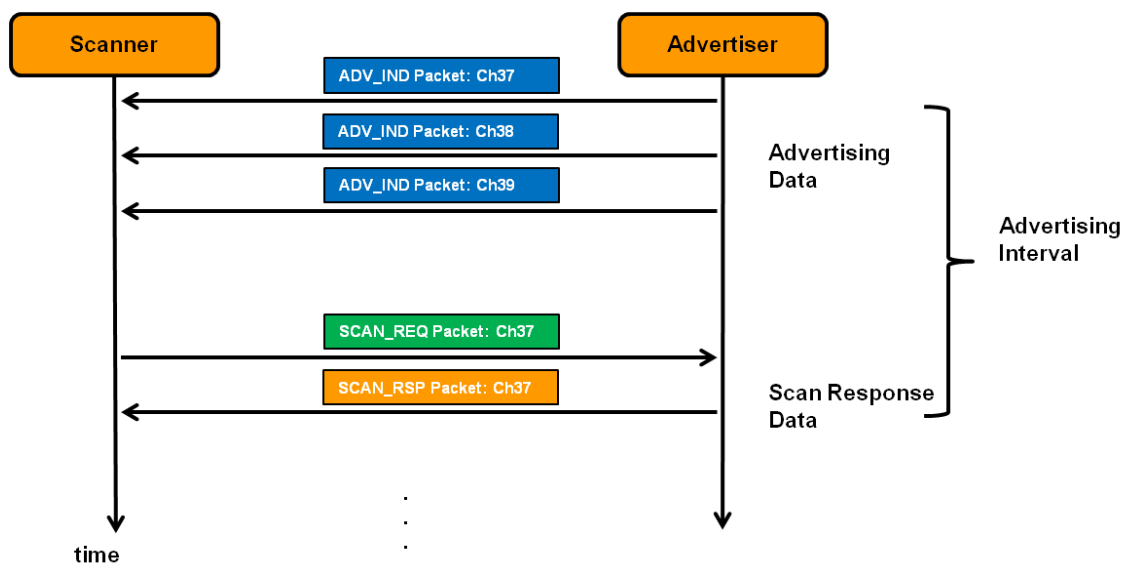 Scanner
Advertiser
ADV_IND Packet: Ch37
ADV_IND Packet: Ch38
Advertising
Data
ADV_IND Packet: Ch39
Advertising
Interval
SCAN_REQ Packet: Ch37
SCAN_RSP Packet: Ch37
Scan Response
Data
time